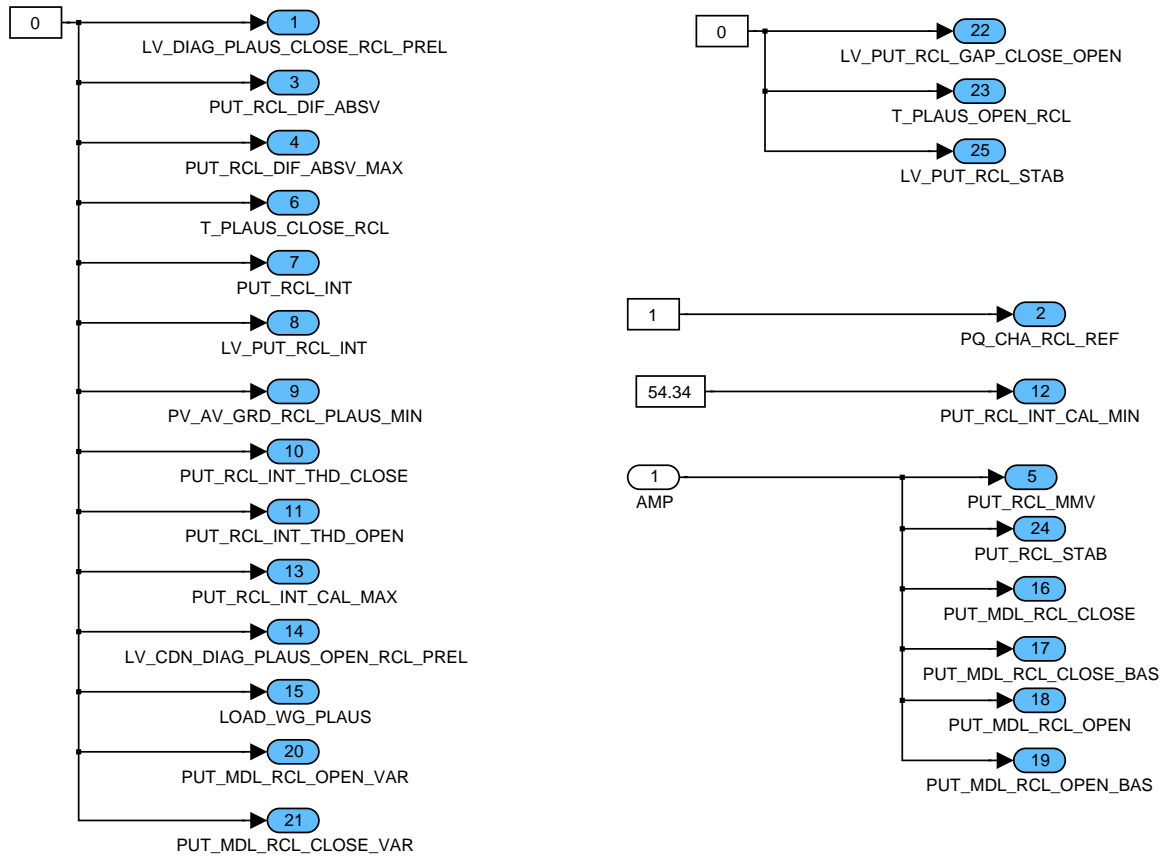 0
1
LV_DIAG_PLAUS_CLOSE_RCL_PREL
3
PUT_RCL_DIF_ABSV
4
PUT_RCL_DIF_ABSV_MAX
6
T_PLAUS_CLOSE_RCL
7
PUT_RCL_INT
8
LV_PUT_RCL_INT
9
PV_AV_GRD_RCL_PLAUS_MIN
10
PUT_RCL_INT_THD_CLOSE
11
PUT_RCL_INT_THD_OPEN
13
PUT_RCL_INT_CAL_MAX
14
LV_CDN_DIAG_PLAUS_OPEN_RCL_PREL
15
LOAD_WG_PLAUS
20
PUT_MDL_RCL_OPEN_VAR
21
PUT_MDL_RCL_CLOSE_VAR
0
22
LV_PUT_RCL_GAP_CLOSE_OPEN
23
T_PLAUS_OPEN_RCL
25
LV_PUT_RCL_STAB
1
2
PQ_CHA_RCL_REF
54.34
12
PUT_RCL_INT_CAL_MIN
1
AMP
5
PUT_RCL_MMV
24
PUT_RCL_STAB
16
PUT_MDL_RCL_CLOSE
17
PUT_MDL_RCL_CLOSE_BAS
18
PUT_MDL_RCL_OPEN
19
PUT_MDL_RCL_OPEN_BAS